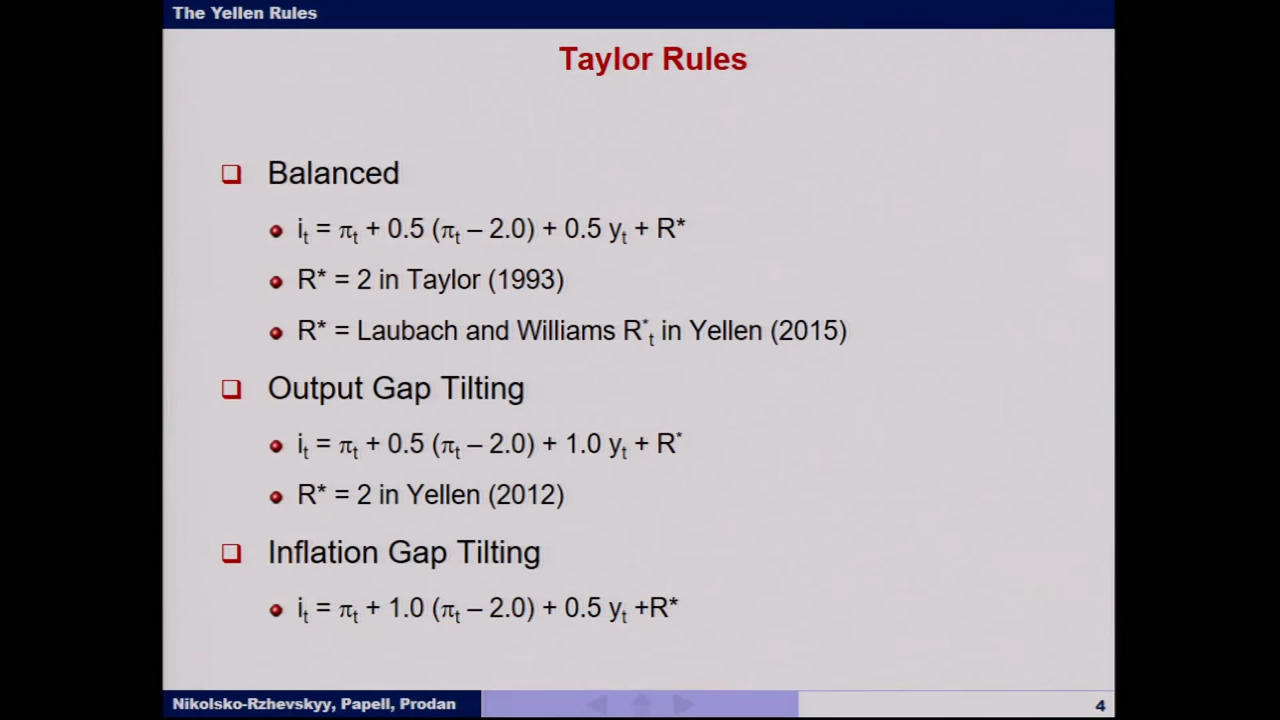 The Yellen Rules
Taylor Rules
Balanced
i_t = π_t + 0.5 (π_t – 2.0) + 0.5 y_t + R*
R* = 2 in Taylor (1993)
R* = Laubach and Williams R*_t in Yellen (2015)
Output Gap Tilting
i_t = π_t + 0.5 (π_t – 2.0) + 1.0 y_t + R*
R* = 2 in Yellen (2012)
Inflation Gap Tilting
i_t = π_t + 1.0 (π_t – 2.0) + 0.5 y_t +R*
Nikolsko-Rzhevskyy, Papell, Prodan
4